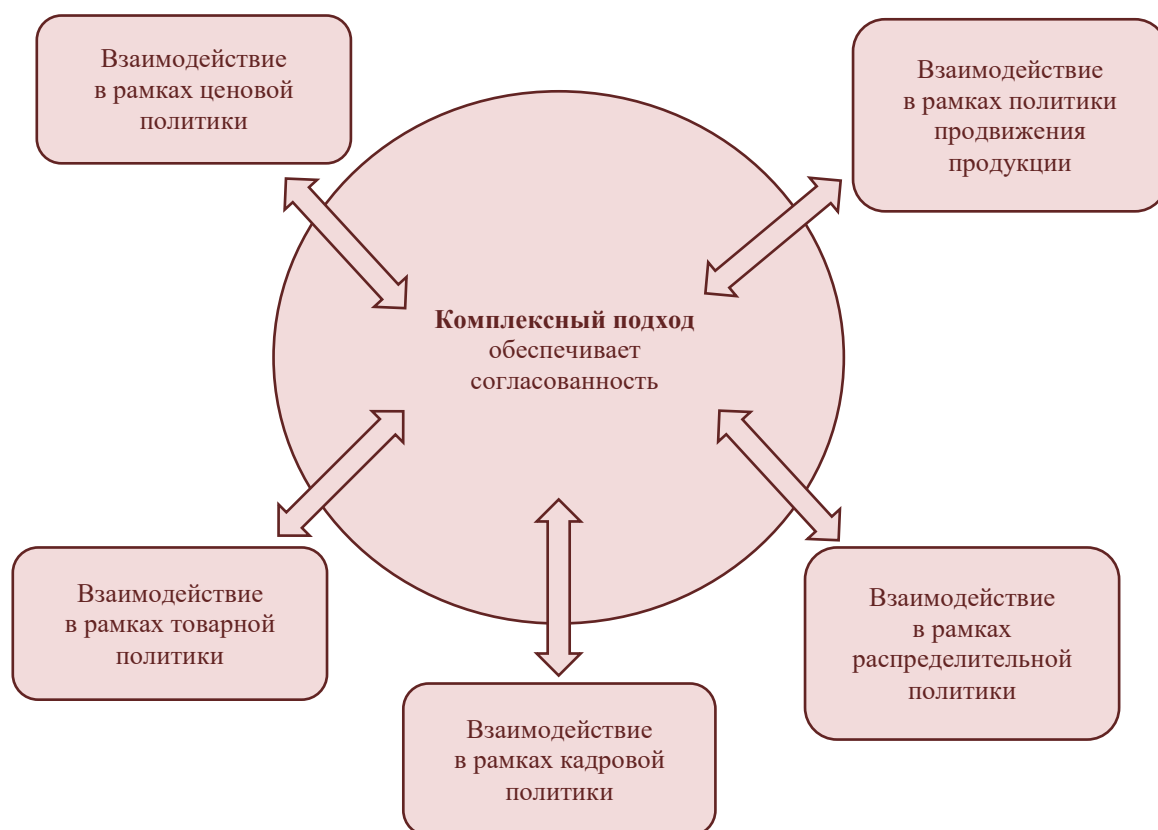 Взаимодействие
в рамках ценовой
политики
Взаимодействие
в рамках политики
продвижения
продукции
Комплексный подход
обеспечивает
согласованность
Взаимодействие
в рамках товарной
политики
Взаимодействие
в рамках кадровой
политики
Взаимодействие
в рамках
распределительной
политики